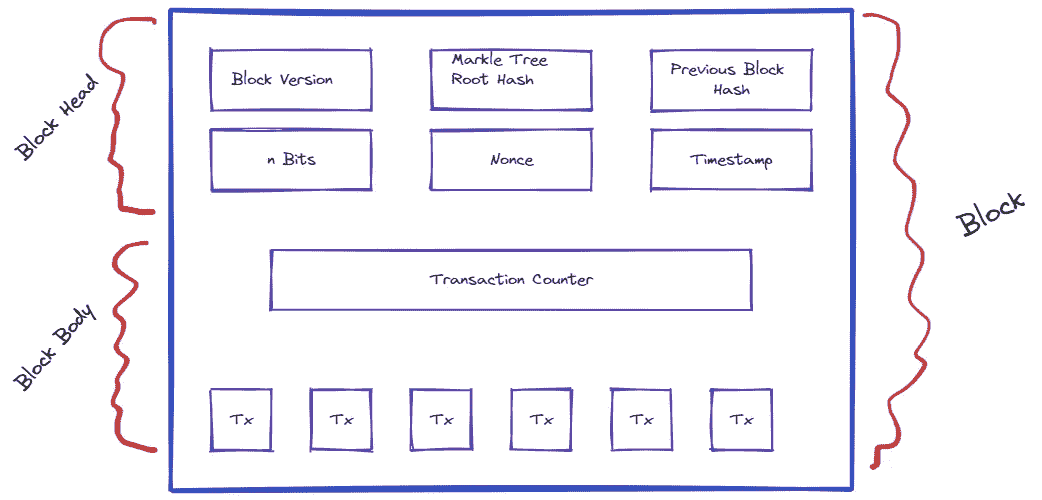 Block Head
Block Version
Markle Tree
Root Hash
Previous Block
Hash
n Bits
Nonce
Timestamp
Block
Block Body
Transaction Counter
Tx
Tx
Tx
Tx
Tx
Tx